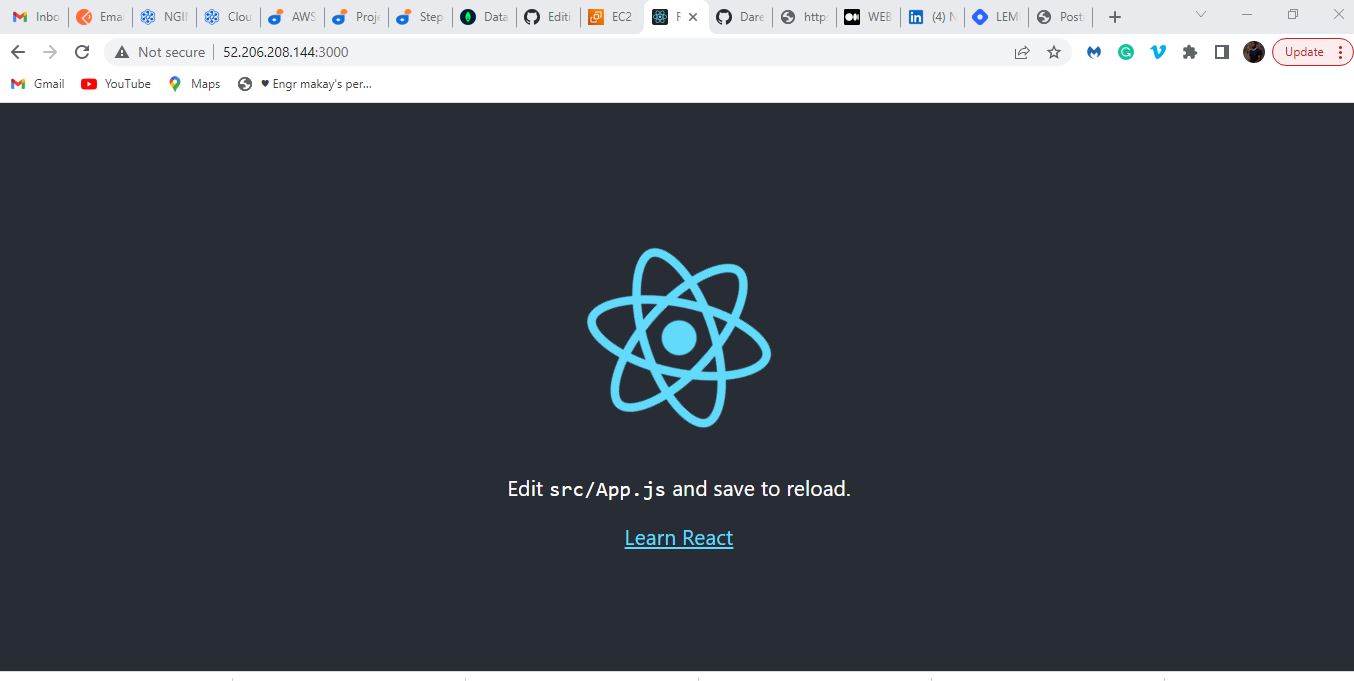 Inbo
Ema
NGI
Clou
AWS
Proje
Step
Data
Editi
EC2
Dare
http
WEB
(4) N
LEM
Post
Not secure
52.206.208.144:3000
Update
Gmail
YouTube
Maps
♥ Engr makay's per...
Edit src/App.js and save to reload.
Learn React